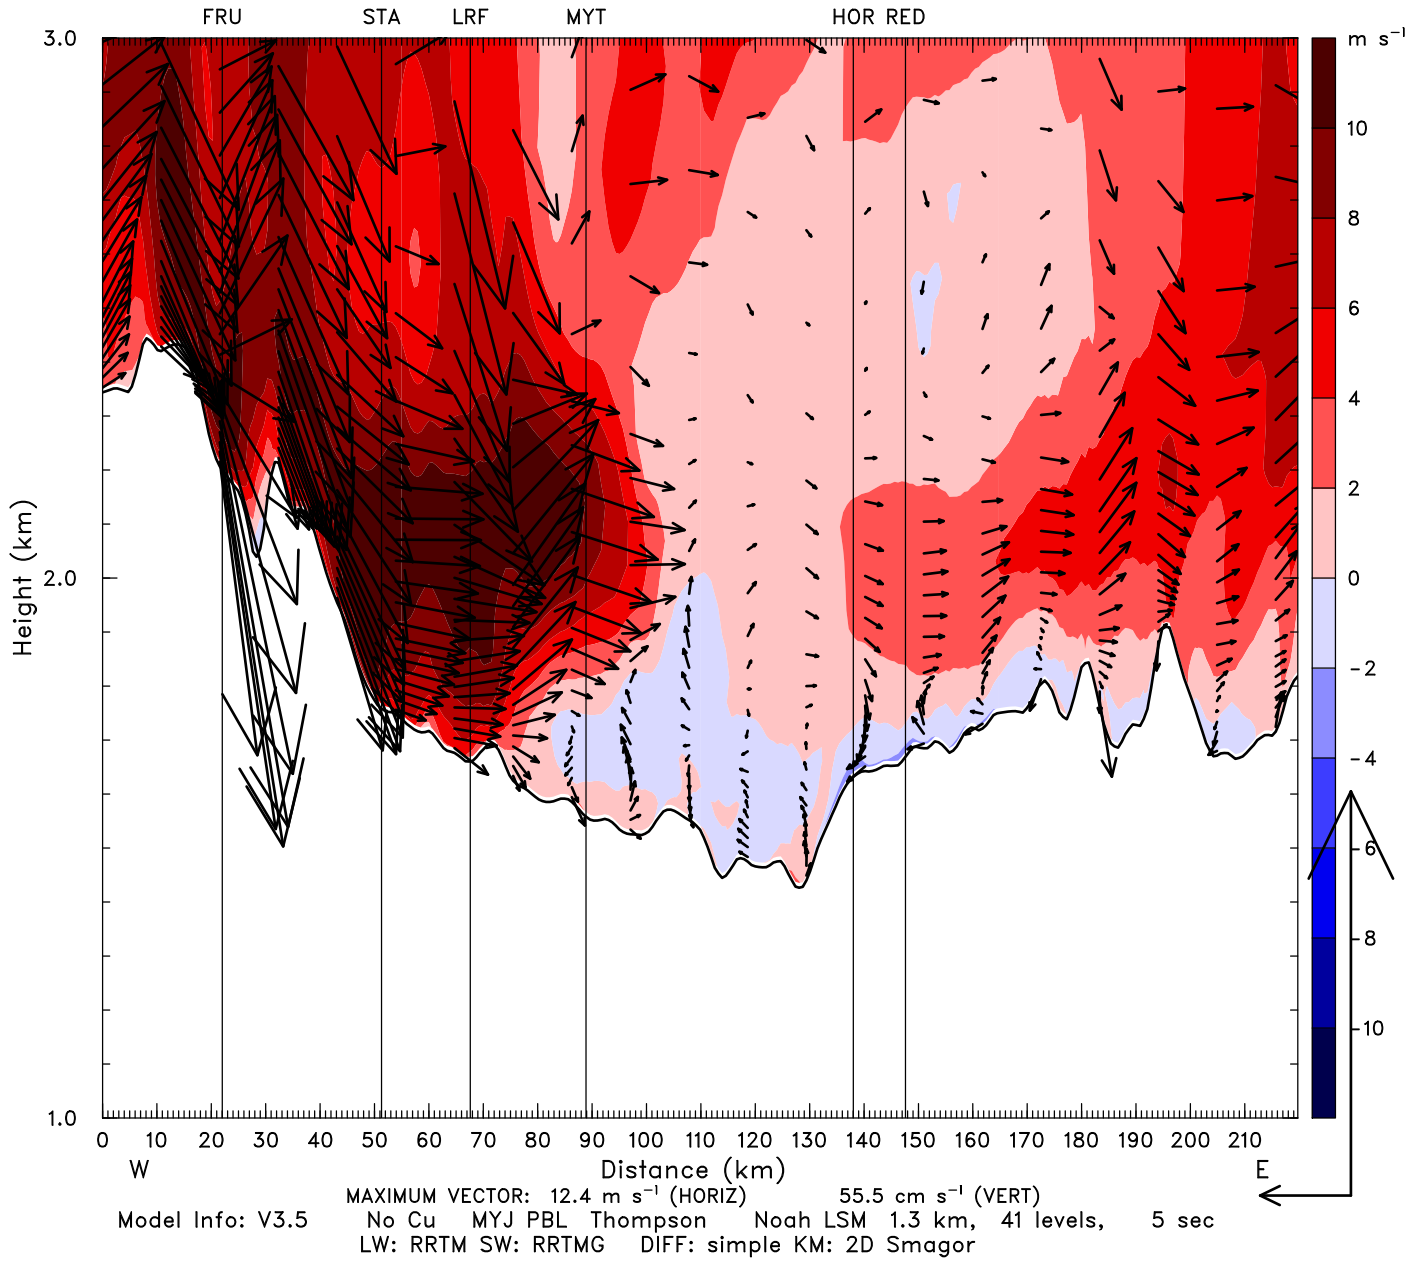 FRU STA LRF MYT HOR RED
3.0
m s⁻¹
10
8
6
4
2.0
2
0
-2
-4
-6
-8
-10
Height (km)
1.0
0 10 20 30 40 50 60 70 80 90 100 110 120 130 140 150 160 170 180 190 200 210
W Distance (km) E
MAXIMUM VECTOR: 12.4 m s⁻¹ (HORIZ) 55.5 cm s⁻¹ (VERT)
Model Info: V3.5 No Cu MYJ PBL Thompson Noah LSM 1.3 km, 41 levels, 5 sec
LW: RRTM SW: RRTMG DIFF: simple KM: 2D Smagor